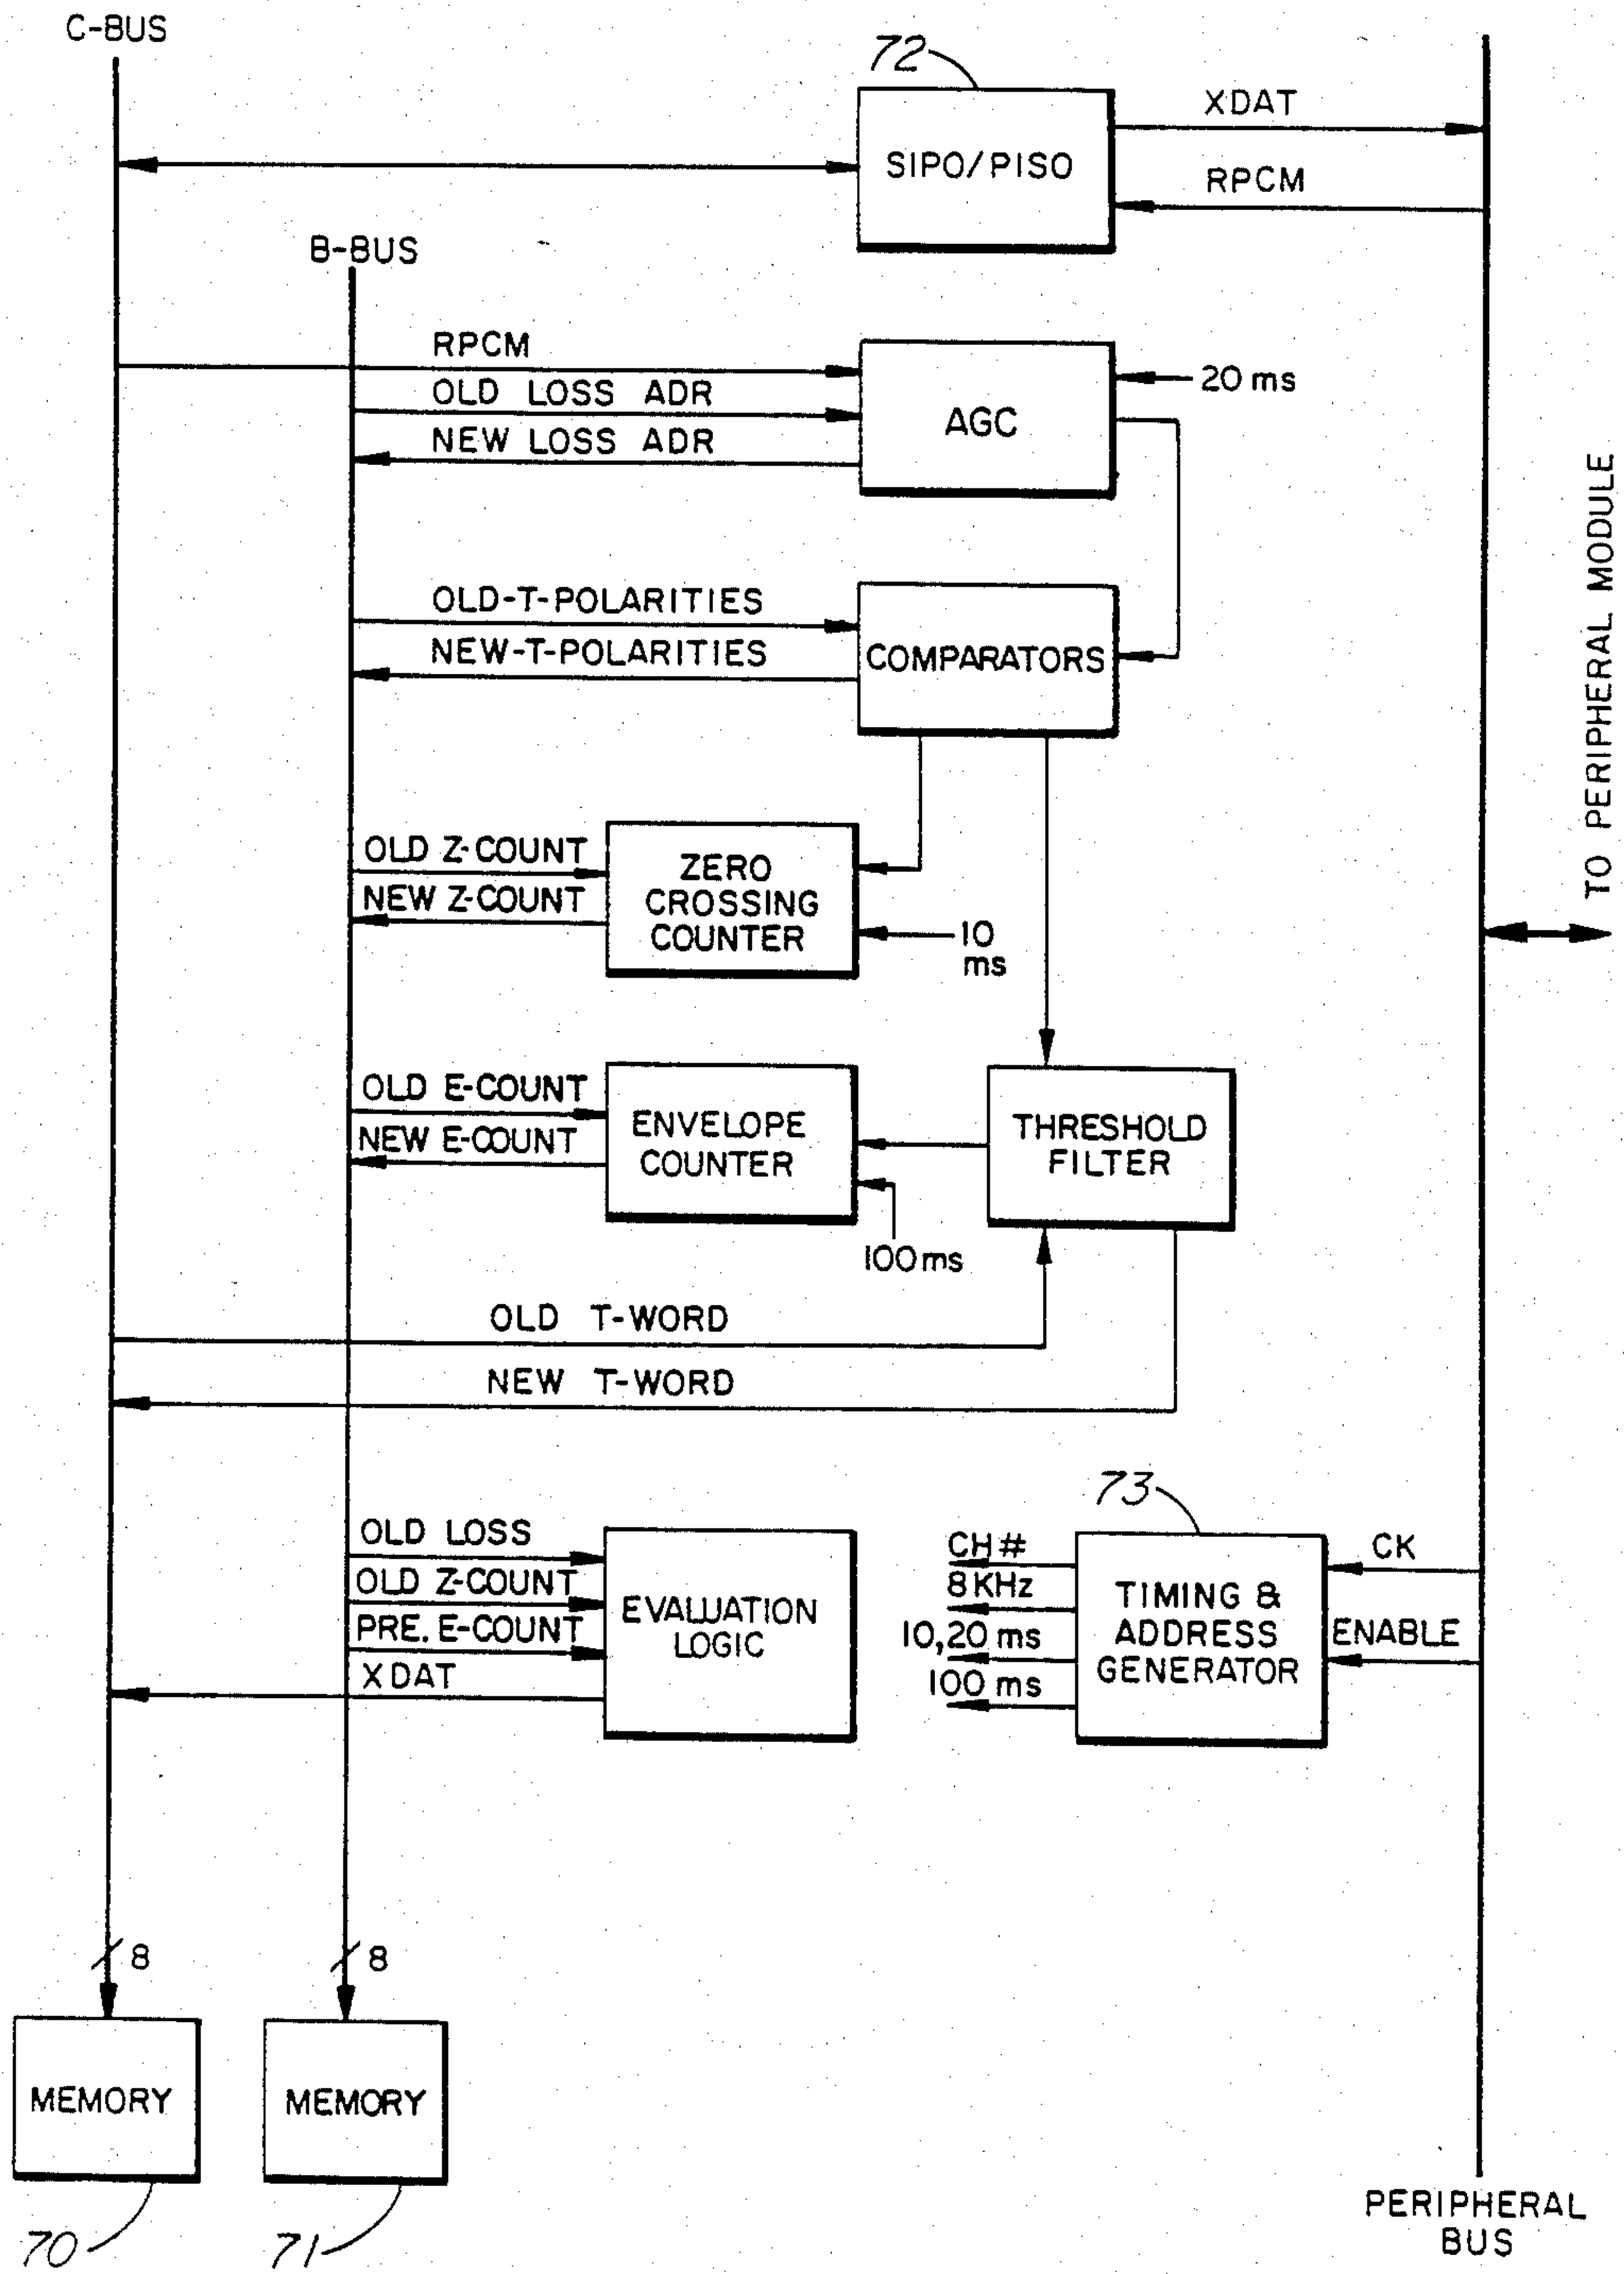 C-BUS
72
XDAT
SIPO/PISO
RPCM
B-BUS
RPCM
20 ms
OLD LOSS ADR
AGC
NEW LOSS ADR
TO PERIPHERAL MODULE
OLD-T-POLARITIES
NEW-T-POLARITIES
COMPARATORS
OLD Z-COUNT
NEW Z-COUNT
ZERO
CROSSING
COUNTER
10
ms
OLD E-COUNT
NEW E-COUNT
ENVELOPE
COUNTER
THRESHOLD
FILTER
100 ms
OLD T-WORD
NEW T-WORD
73
OLD LOSS
OLD Z-COUNT
PRE. E-COUNT
XDAT
EVALUATION
LOGIC
CH#
8KHz
10,20 ms
100 ms
TIMING &
ADDRESS
GENERATOR
CK
ENABLE
8
8
MEMORY
MEMORY
70
71
PERIPHERAL
BUS